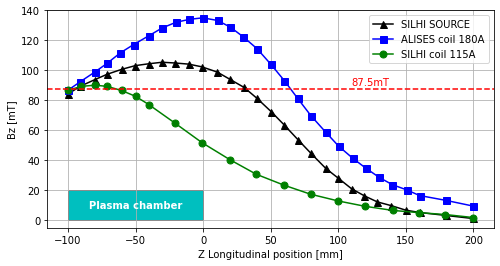 140
120
100
80
60
40
20
0
Bz [mT]
SILHI SOURCE
ALISES coil 180A
SILHI coil 115A
87.5mT
Plasma chamber
−100 −50 0 50 100 150 200
Z Longitudinal position [mm]